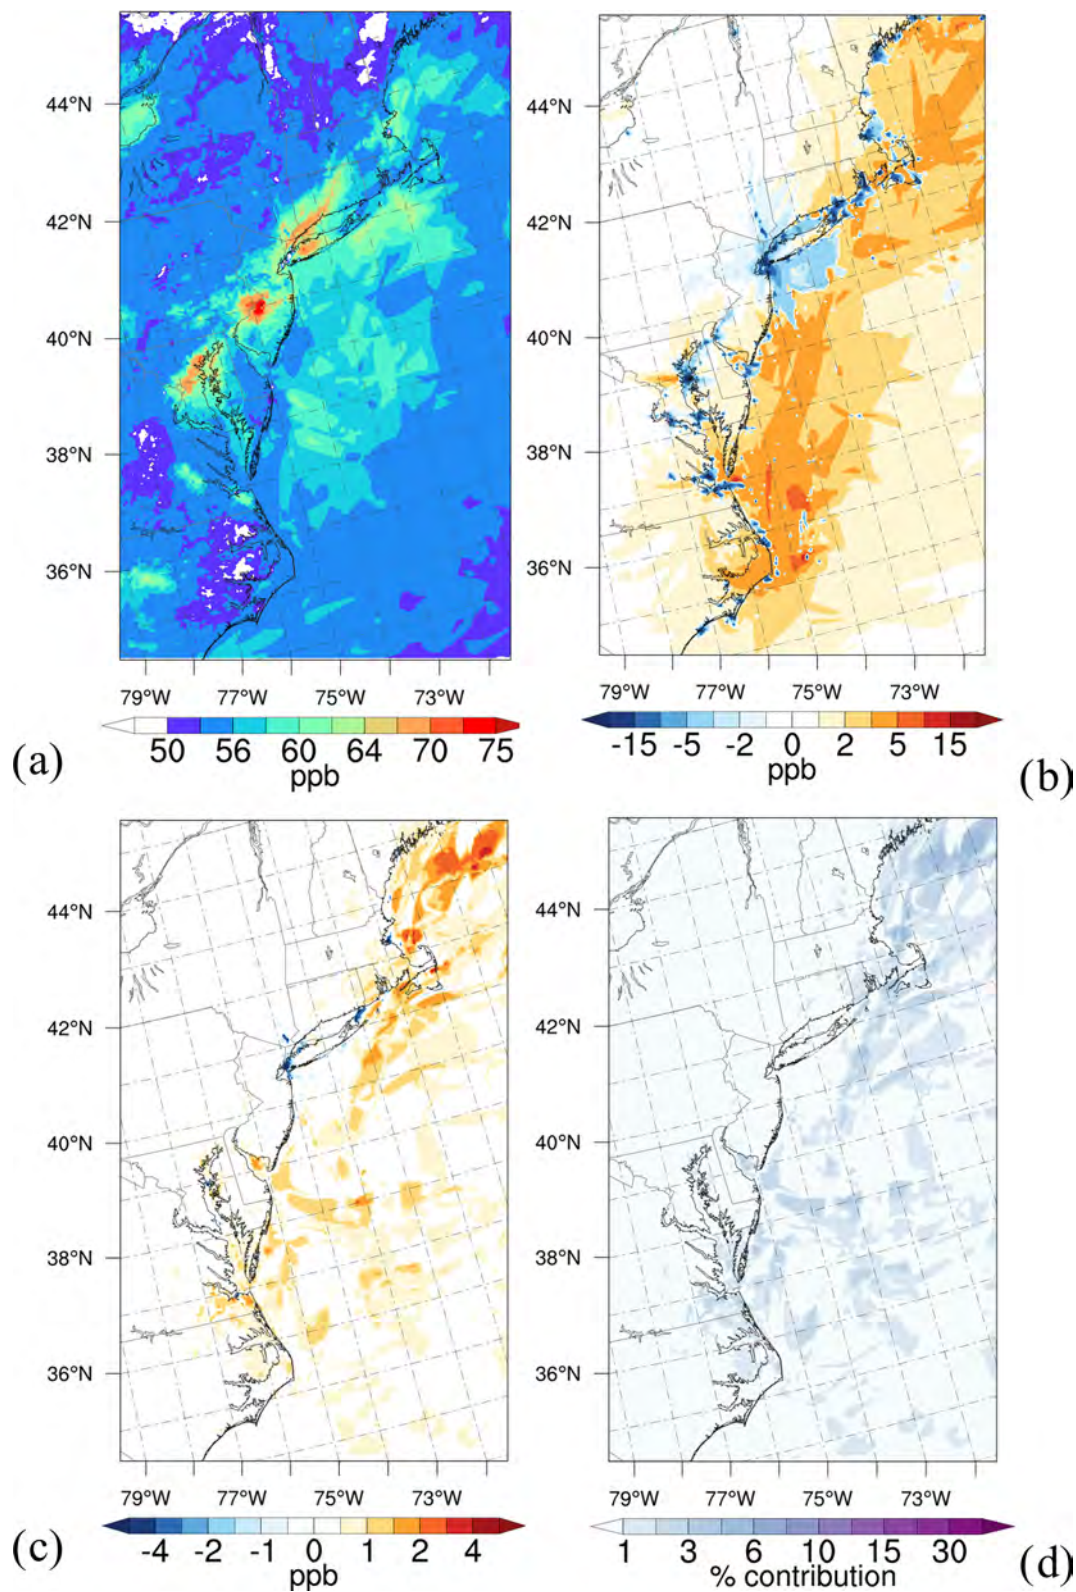 44°N
42°N
40°N
38°N
36°N
79°W 77°W 75°W 73°W
50 56 60 64 70 75
ppb
(a)
44°N
42°N
40°N
38°N
36°N
79°W 77°W 75°W 73°W
-15 -5 -2 0 2 5 15
ppb
(b)
44°N
42°N
40°N
38°N
36°N
79°W 77°W 75°W 73°W
-4 -2 -1 0 1 2 4
ppb
(c)
44°N
42°N
40°N
38°N
36°N
79°W 77°W 75°W 73°W
1 3 6 10 15 30
% contribution
(d)